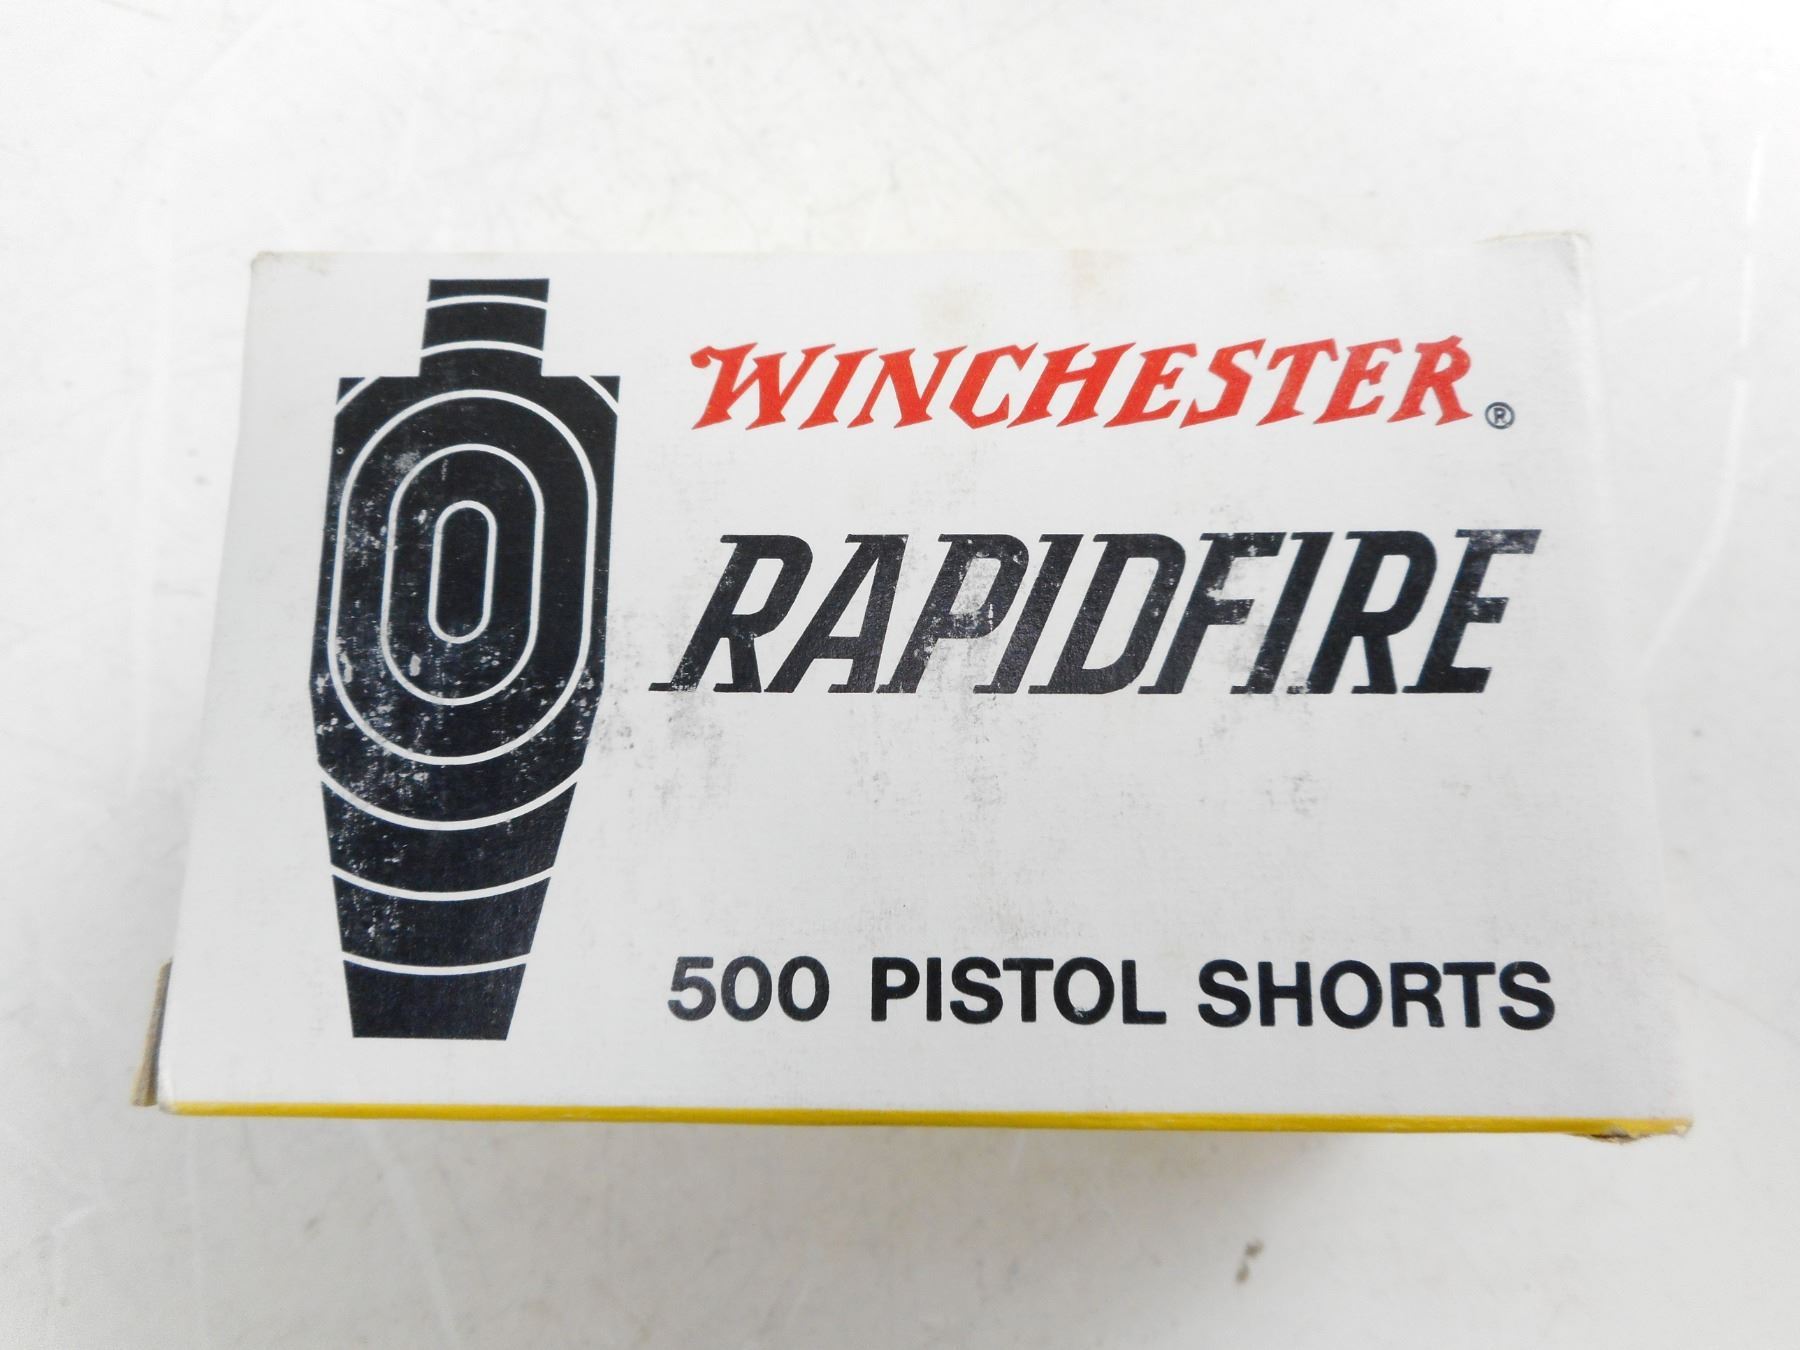 WINCHESTER®
RAPIDFIRE
500 PISTOL SHORTS